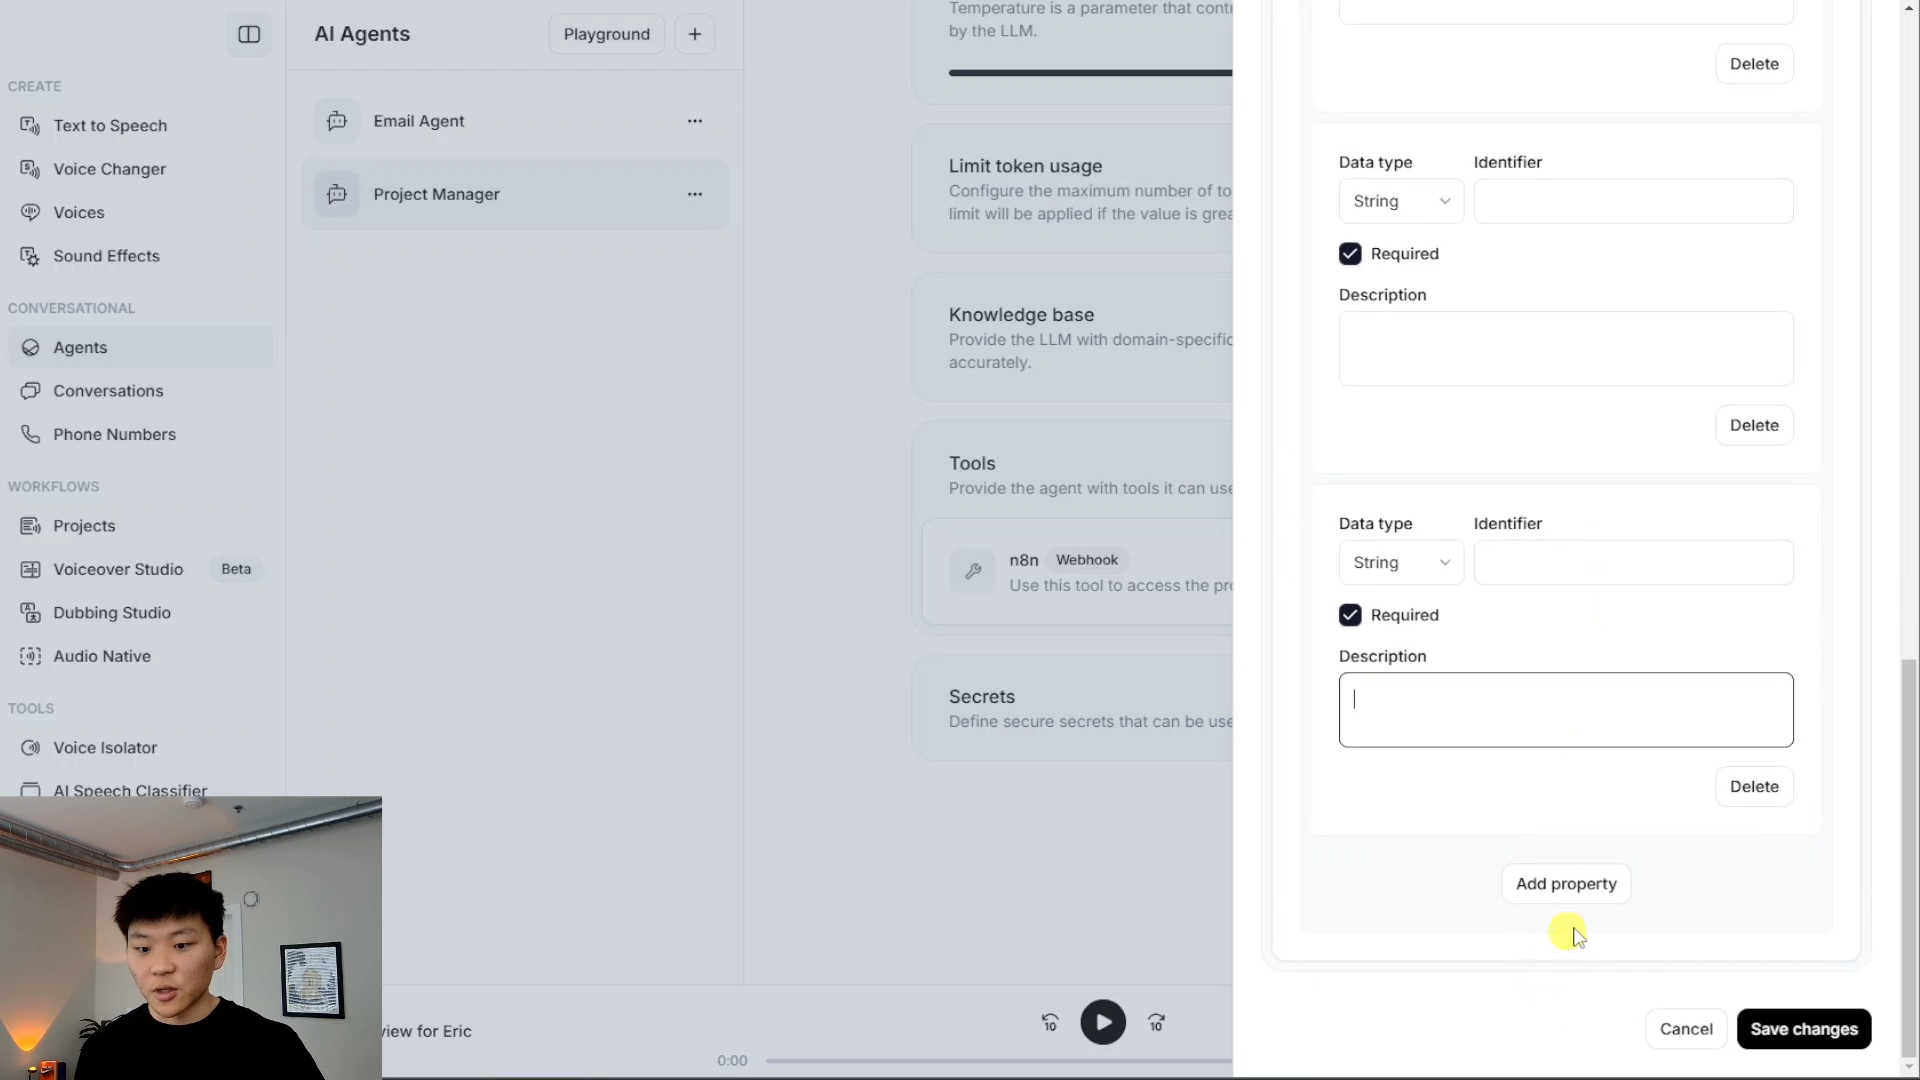 CREATE
Text to Speech
Voice Changer
Voices
Sound Effects
CONVERSATIONAL
Agents
Conversations
Phone Numbers
WORKFLOWS
Projects
Voiceover Studio
Beta
Dubbing Studio
Audio Native
TOOLS
Voice Isolator
AI Speech Classifier
AI Agents
Playground
Email Agent
Project Manager
Temperature is a parameter that
by the LLM.
Limit token usage
Configure the maximum number of
limit will be applied if the value is
Knowledge base
Provide the LLM with domain-specific
accurately.
Tools
Provide the agent with tools it can use
n8n
Webhook
Use this tool to access the
Secrets
Define secure secrets that can be
view for Eric
10
10
0:00
Delete
Data type
Identifier
String
Required
Description
Delete
Data type
Identifier
String
Required
Description
Delete
Add property
Cancel
Save changes